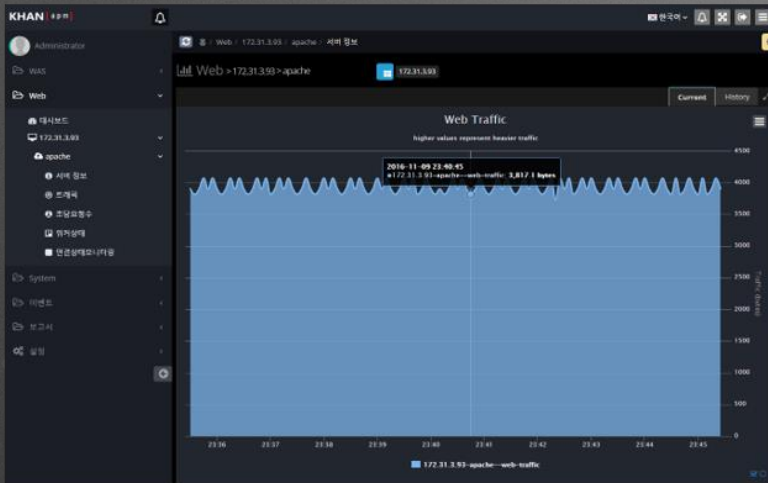 KHAN [apm]
한국어
Administrator
홈 / Web / 172.31.3.93 / apache / 서버 정보
WAS
Web >172.31.3.93>apache
172.31.3.93
Web
Current
History
대시보드
172.31.3.93
apache
서버 정보
트래픽
초당요청수
워커상태
연결상태모니터링
System
이벤트
보고서
설정
Web Traffic
higher values represent heavier traffic
2016-11-09 23:40:45
172.31.3.93-apache--web-traffic: 3,817.1 bytes
4500
4000
3500
3000
2500
2000
1500
1000
500
0
Traffic (bytes)
23:36 23:37 23:38 23:39 23:40 23:41 23:42 23:43 23:44 23:45
172.31.3.93-apache--web-traffic